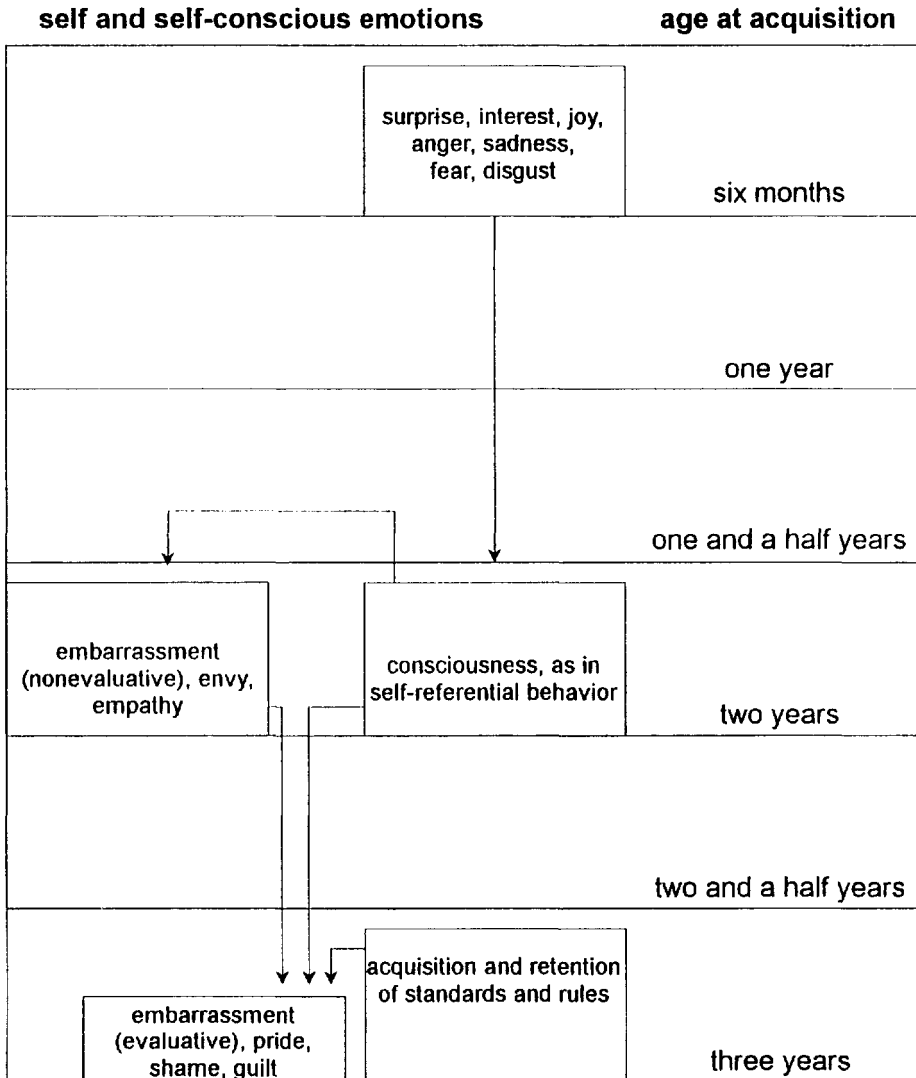 self and self-conscious emotions
age at acquisition
surprise, interest, joy,
anger, sadness,
fear, disgust
six months
one year
one and a half years
embarrassment
(nonevaluative), envy,
empathy
consciousness, as in
self-referential behavior
two years
two and a half years
acquisition and retention
of standards and rules
embarrassment
(evaluative), pride,
shame, guilt
three years